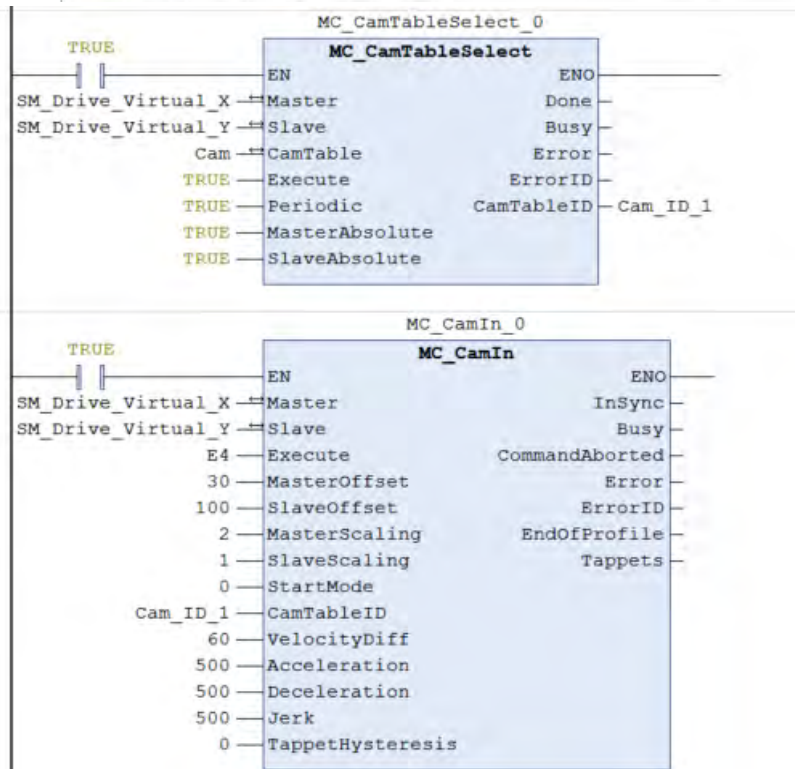 MC_CamTableSelect_0
TRUE MC_CamTableSelect
EN ENO
SM_Drive_Virtual_X Master Done
SM_Drive_Virtual_Y Slave Busy
Cam CamTable Error
TRUE Execute ErrorID
TRUE Periodic CamTableID Cam_ID_1
TRUE MasterAbsolute
TRUE SlaveAbsolute
MC_CamIn_0
TRUE MC_CamIn
EN ENO
SM_Drive_Virtual_X Master InSync
SM_Drive_Virtual_Y Slave Busy
E4 Execute CommandAborted
30 MasterOffset Error
100 SlaveOffset ErrorID
2 MasterScaling EndOfProfile
1 SlaveScaling Tappets
0 StartMode
Cam_ID_1 CamTableID
60 VelocityDiff
500 Acceleration
500 Deceleration
500 Jerk
0 TappetHysteresis